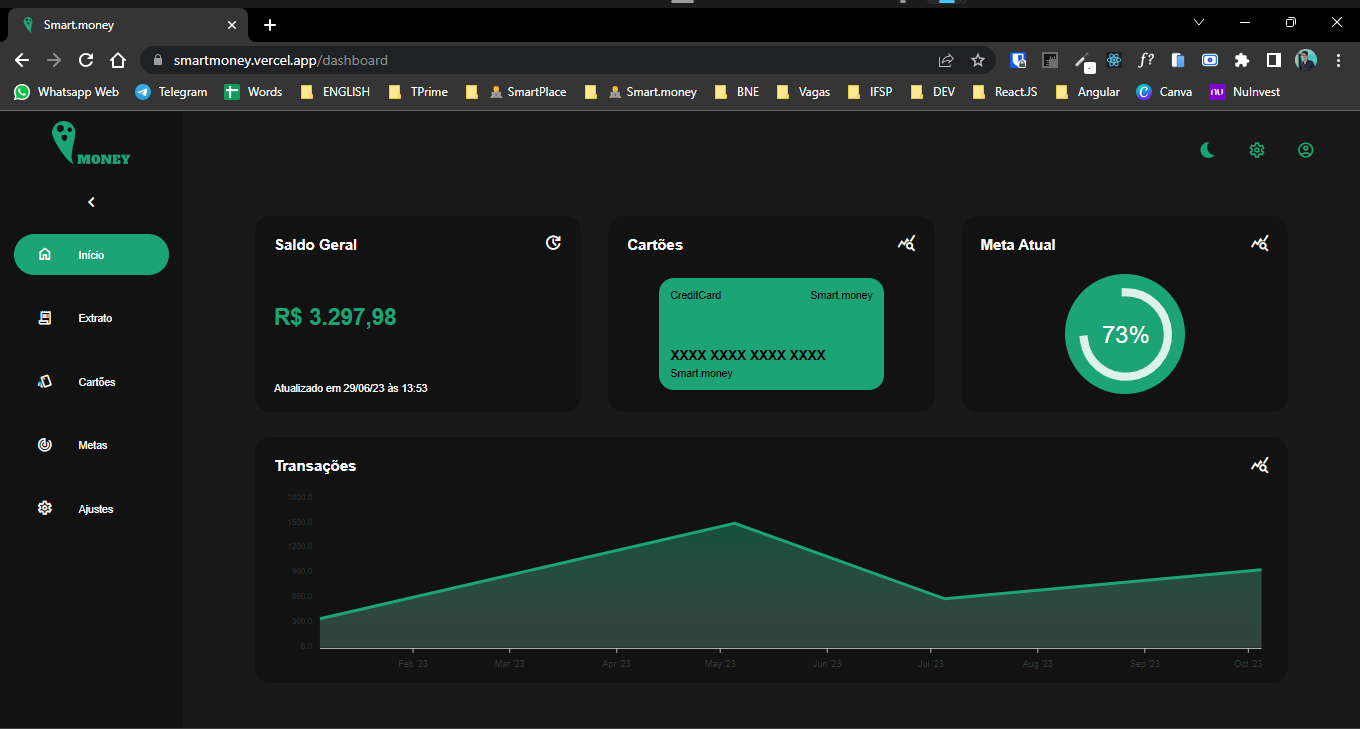 Smart.money
smartmoney.vercel.app/dashboard
Whatsapp Web Telegram Words ENGLISH TPrime SmartPlace Smart.money BNE Vagas IFSP DEV ReactJS Angular Canva NuInvest
MONEY
Início
Extrato
Cartões
Metas
Ajustes
Saldo Geral
R$ 3.297,98
Atualizado em 29/06/23 às 13:53
Cartões
CreditCard Smart.money
XXXX XXXX XXXX XXXX
Smart.money
Meta Atual
73%
Transações
1800.0
1500.0
1200.0
900.0
600.0
300.0
0.0
Feb '23 Mar '23 Apr '23 May '23 Jun '23 Jul '23 Aug '23 Sep '23 Oct '23